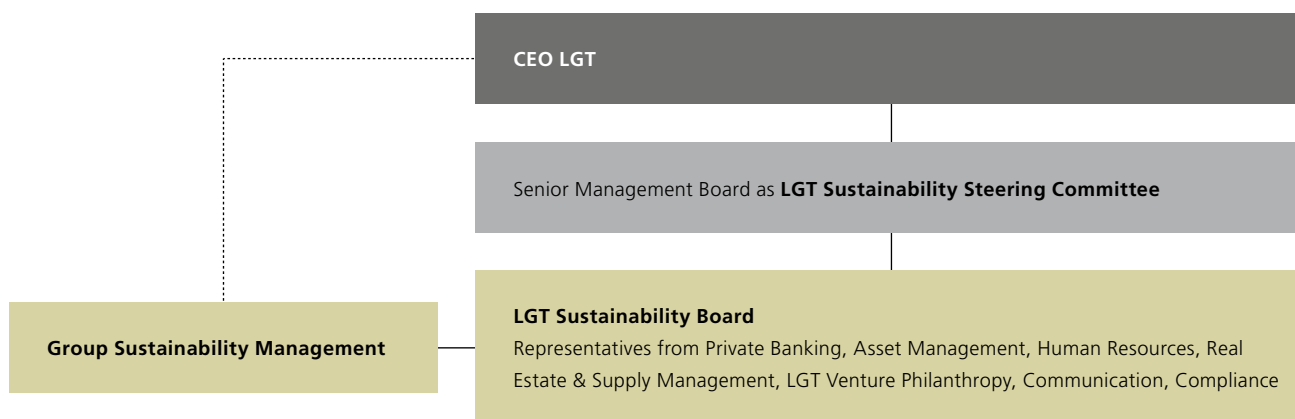 CEO LGT
Senior Management Board as LGT Sustainability Steering Committee
LGT Sustainability Board
Representatives from Private Banking, Asset Management, Human Resources, Real
Estate & Supply Management, LGT Venture Philanthropy, Communication, Compliance
Group Sustainability Management